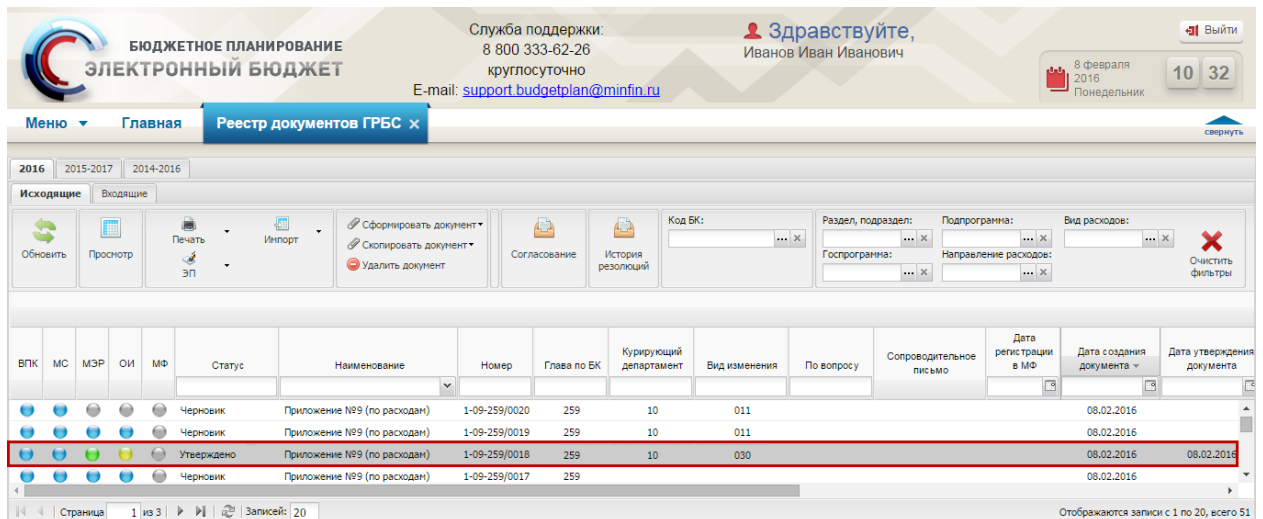 БЮДЖЕТНОЕ ПЛАНИРОВАНИЕ
ЭЛЕКТРОННЫЙ БЮДЖЕТ
Служба поддержки:
8 800 333-62-26
круглосуточно
E-mail: support.budgetplan@minfin.ru
Здравствуйте,
Иванов Иван Иванович
Выйти
8 февраля
2016
Понедельник
10 32
Меню Главная Реестр документов ГРБС ×
свернуть
2016 2015-2017 2014-2016
Исходящие Входящие
Обновить
Просмотр
Печать
ЭП
Импорт
Сформировать документ
Скопировать документ
Удалить документ
Согласование
История
резолюций
Код БК:
Раздел, подраздел:
Госпрограмма:
Подпрограмма:
Направление расходов:
Вид расходов:
Очистить
фильтры
ВПК МС МЭР ОИ МФ Статус Наименование Номер Глава по БК Курирующий департамент Вид изменения По вопросу Сопроводительное письмо Дата регистрации в МФ Дата создания документа Дата утверждения документа
Черновик Приложение №9 (по расходам) 1-09-259/0020 259 10 011 08.02.2016
Черновик Приложение №9 (по расходам) 1-09-259/0019 259 10 011 08.02.2016
Утверждено Приложение №9 (по расходам) 1-09-259/0018 259 10 030 08.02.2016 08.02.2016
Черновик Приложение №9 (по расходам) 1-09-259/0017 259 08.02.2016
Страница 1 из 3 Записей: 20 Отображаются записи с 1 по 20, всего 51